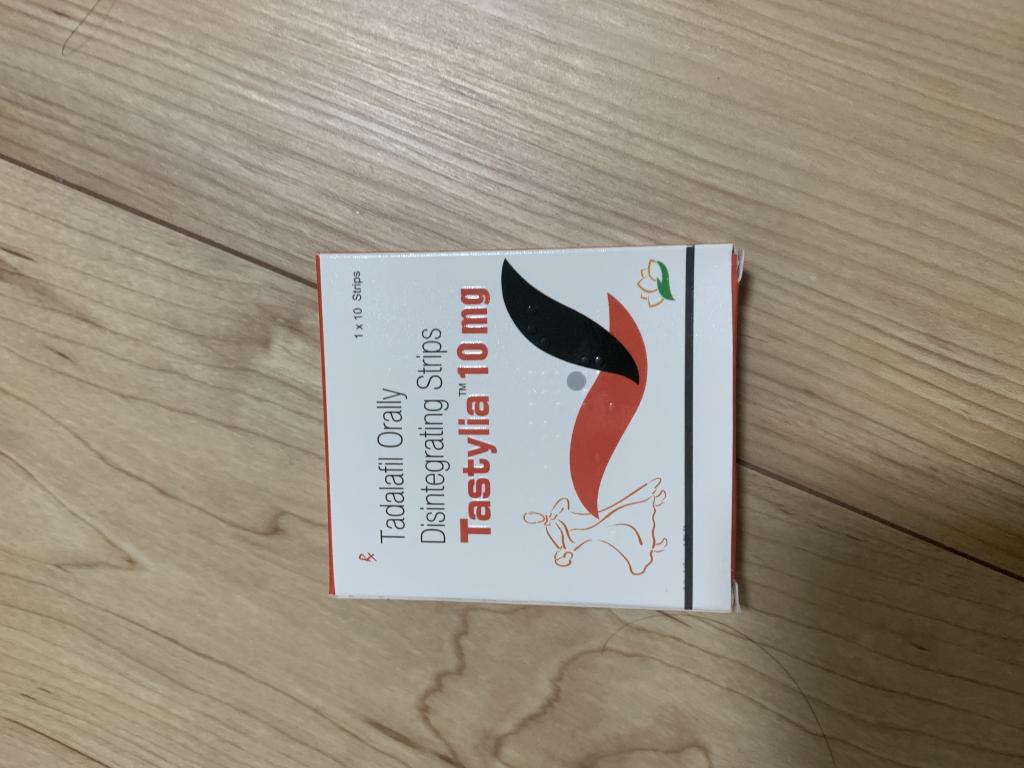 1 x 10 Strips
℞
Tadalafil Orally
Disintegrating Strips
Tastylia™ 10 mg